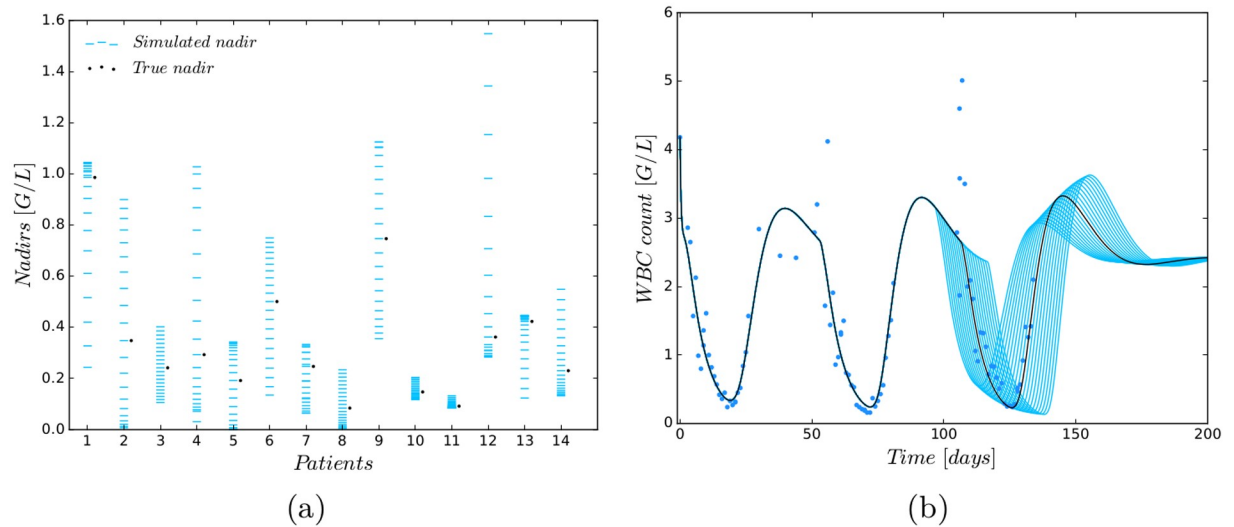 1.6
1.4
1.2
1.0
0.8
0.6
0.4
0.2
0.0
Nadirs [G/L]
Simulated nadir
True nadir
1 2 3 4 5 6 7 8 9 10 11 12 13 14
Patients
(a)
6
5
4
3
2
1
0
WBC count [G/L]
0 50 100 150 200
Time [days]
(b)